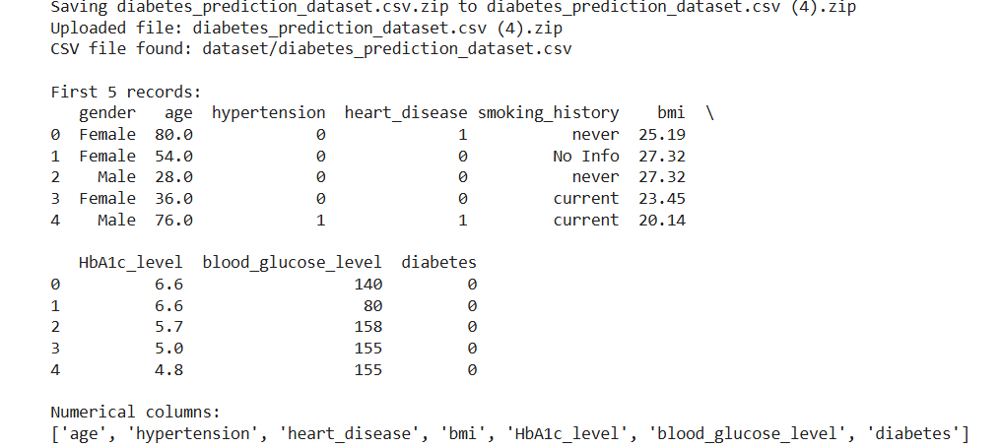 Saving diabetes_prediction_dataset.csv.zip to diabetes_prediction_dataset.csv (4).zip
Uploaded file: diabetes_prediction_dataset.csv (4).zip
CSV file found: dataset/diabetes_prediction_dataset.csv
First 5 records:
gender age hypertension heart_disease smoking_history bmi \
0 Female 80.0 0 1 never 25.19
1 Female 54.0 0 0 No Info 27.32
2 Male 28.0 0 0 never 27.32
3 Female 36.0 0 0 current 23.45
4 Male 76.0 1 1 current 20.14
HbA1c_level blood_glucose_level diabetes
0 6.6 140 0
1 6.6 80 0
2 5.7 158 0
3 5.0 155 0
4 4.8 155 0
Numerical columns:
['age', 'hypertension', 'heart_disease', 'bmi', 'HbA1c_level', 'blood_glucose_level', 'diabetes']